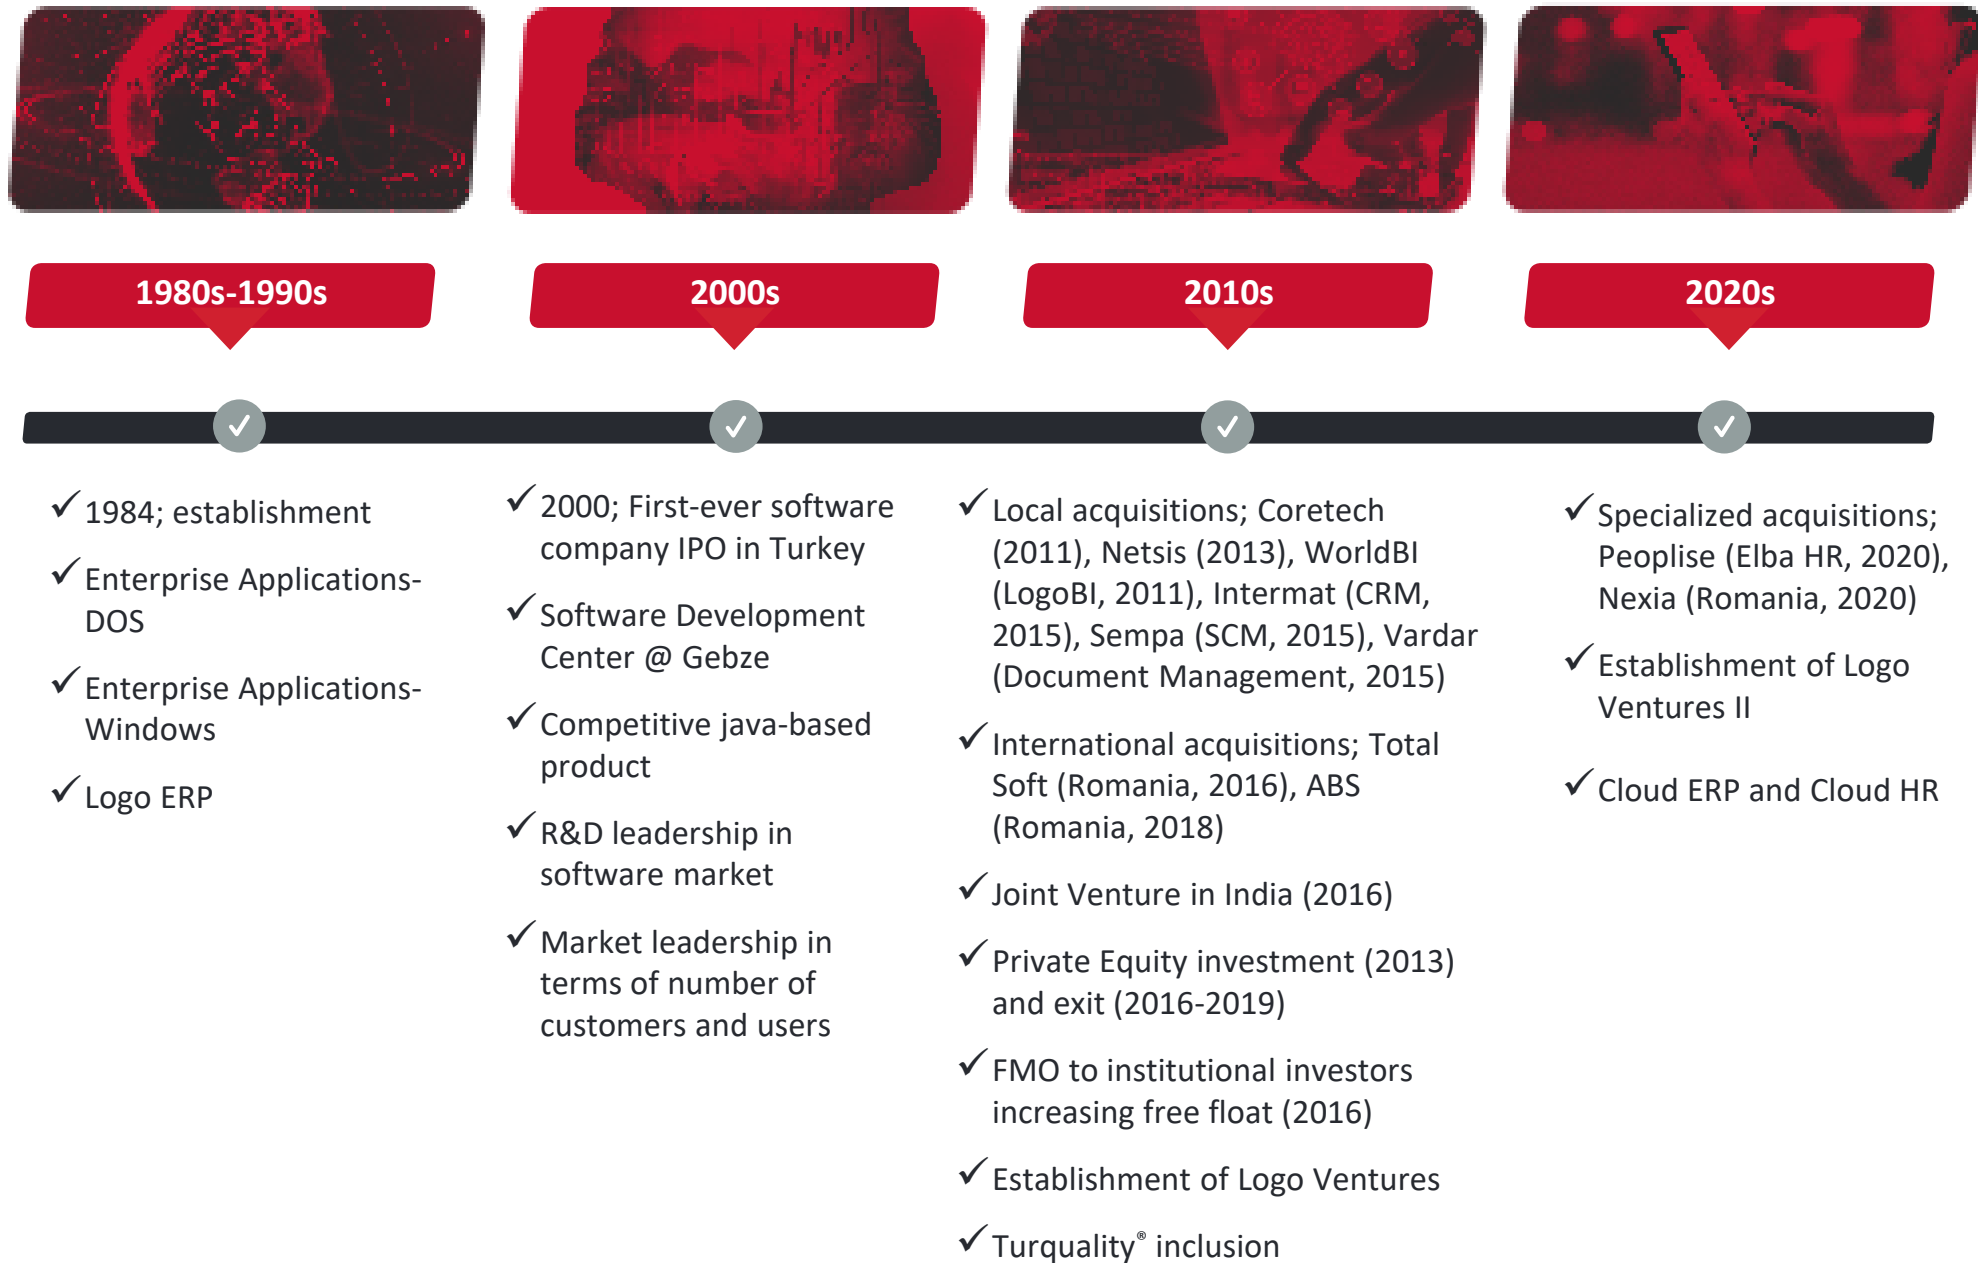 1980s-1990s
1984; establishment
Enterprise Applications-
DOS
Enterprise Applications-
Windows
Logo ERP
2000s
2000; First-ever software
company IPO in Turkey
Software Development
Center @ Gebze
Competitive java-based
product
R&D leadership in
software market
Market leadership in
terms of number of
customers and users
2010s
Local acquisitions; Coretech
(2011), Netsis (2013), WorldBI
(LogoBI, 2011), Intermat (CRM,
2015), Sempa (SCM, 2015), Vardar
(Document Management, 2015)
International acquisitions; Total
Soft (Romania, 2016), ABS
(Romania, 2018)
Joint Venture in India (2016)
Private Equity investment (2013)
and exit (2016-2019)
FMO to institutional investors
increasing free float (2016)
Establishment of Logo Ventures
Turquality® inclusion
2020s
Specialized acquisitions;
Peoplise (Elba HR, 2020),
Nexia (Romania, 2020)
Establishment of Logo
Ventures II
Cloud ERP and Cloud HR